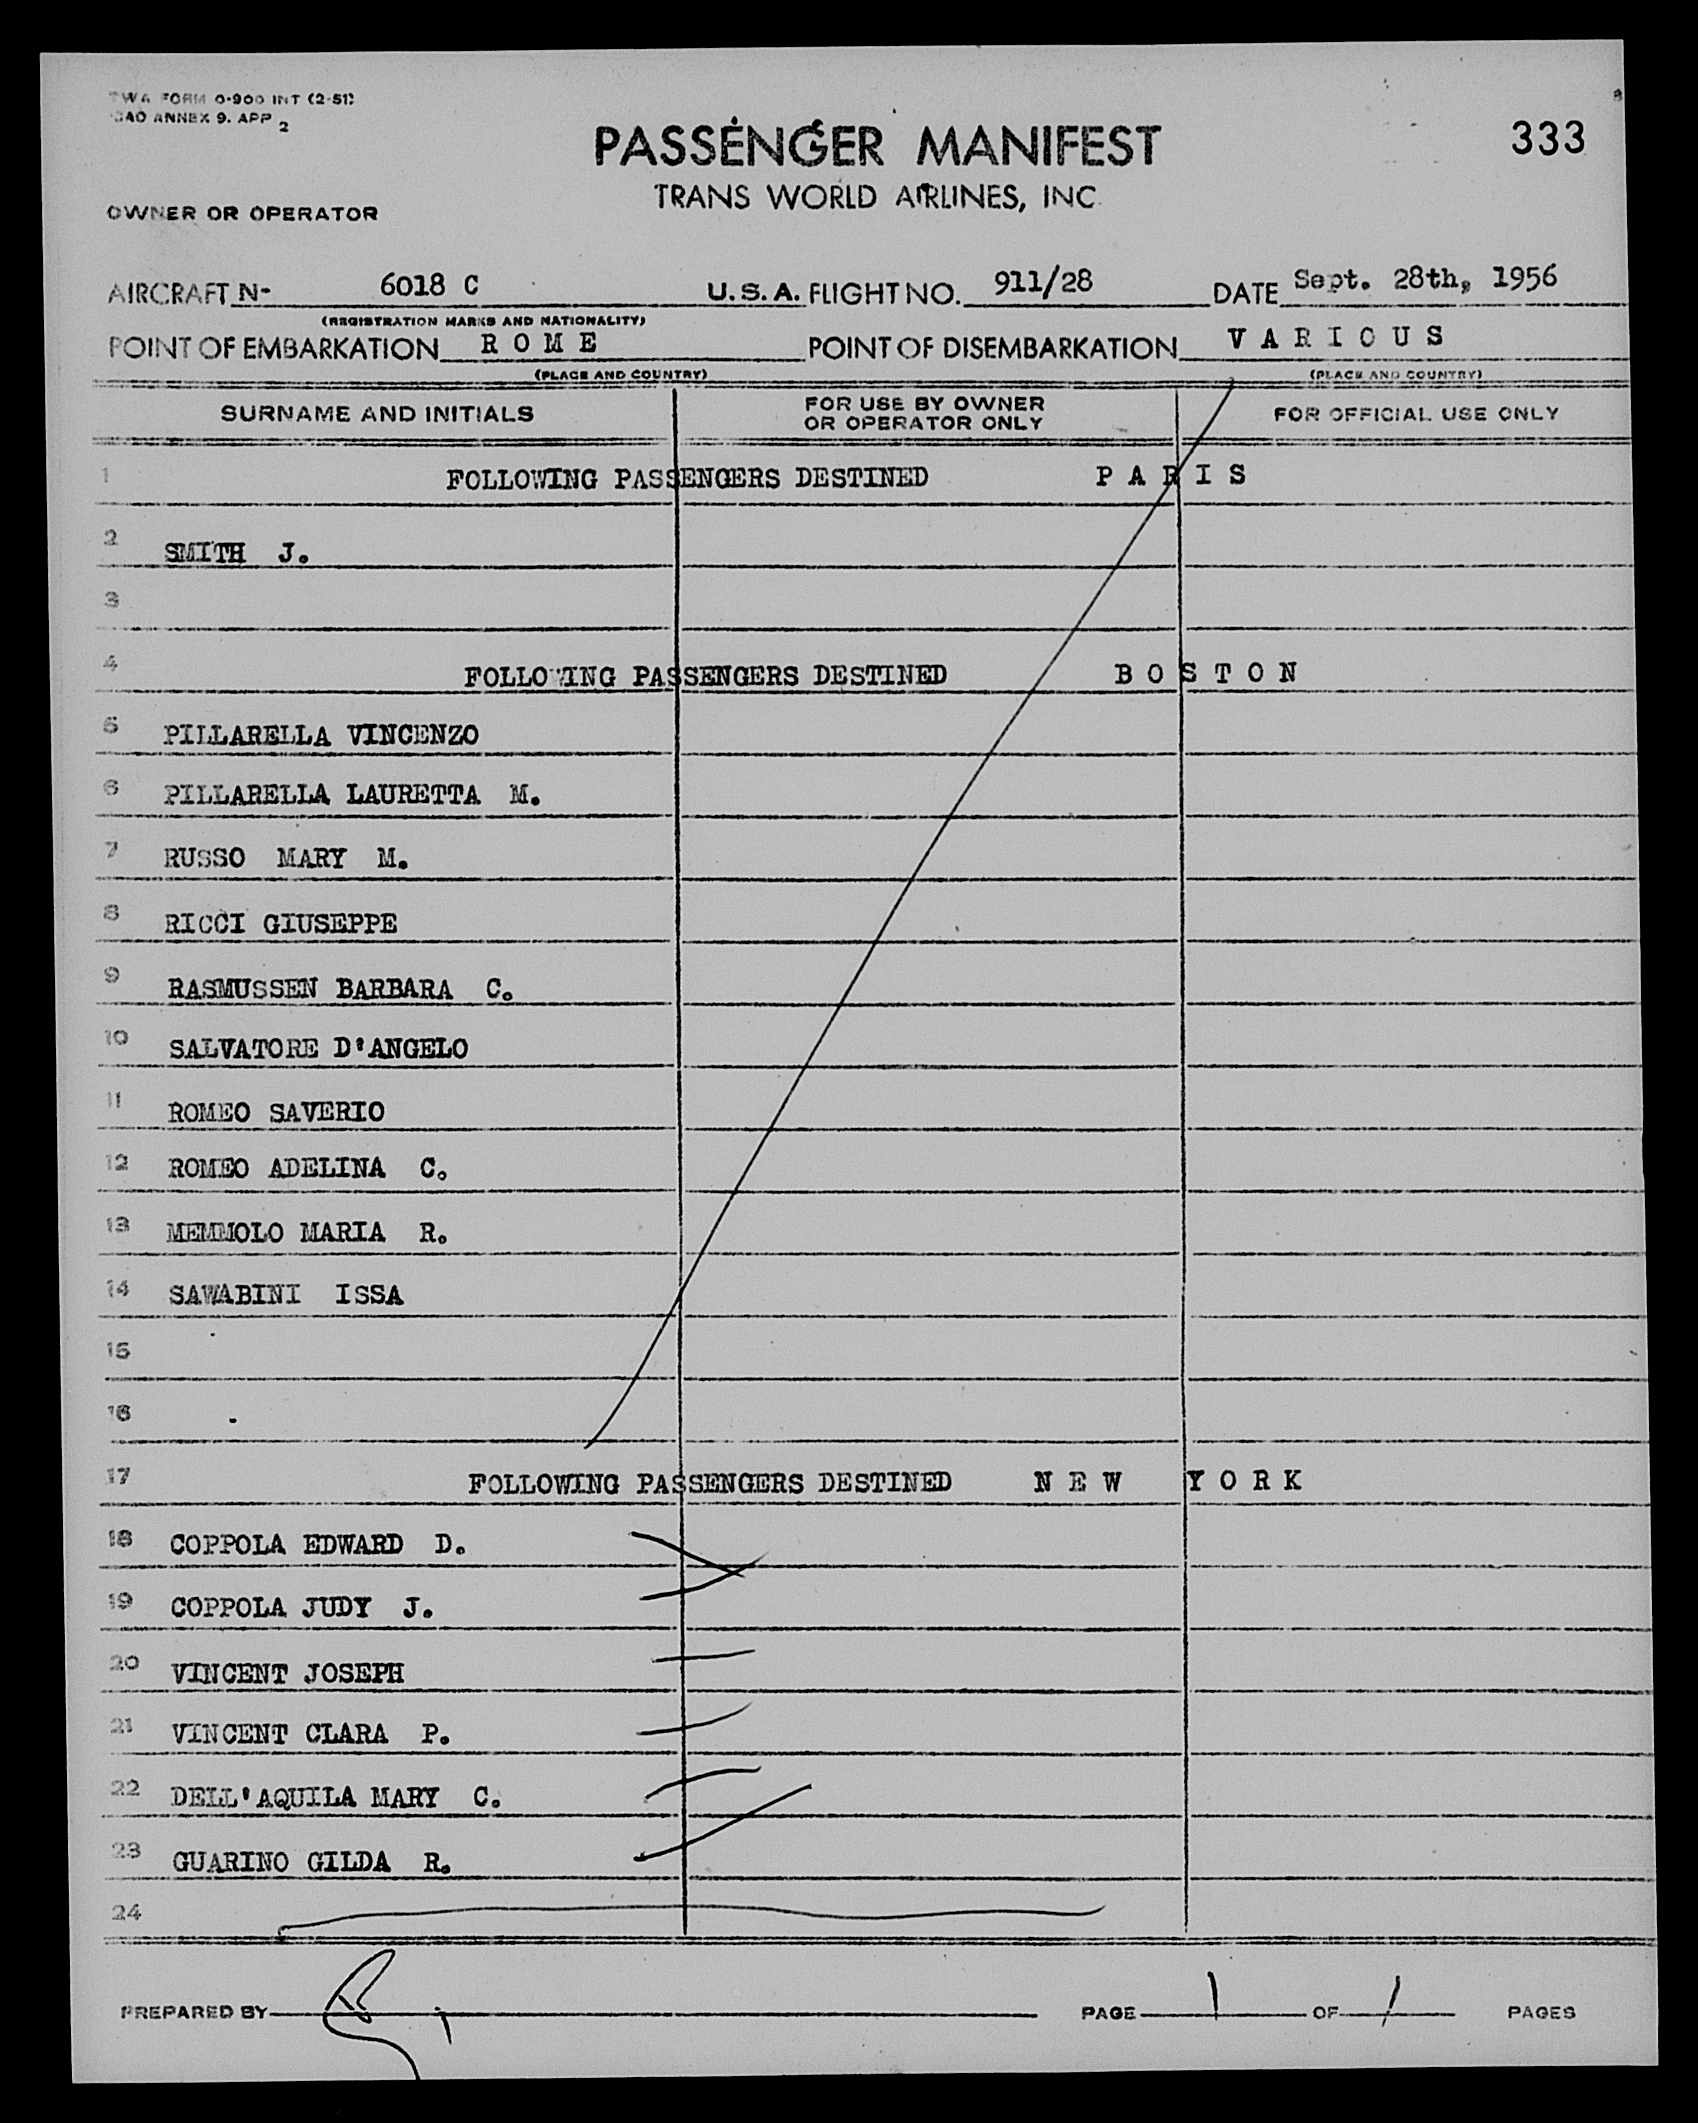 TWA FORM 0-900 INT (2-51)
ICAO ANNEX 9. APP 2
PASSENGER MANIFEST
333
TRANS WORLD AIRLINES, INC.
OWNER OR OPERATOR
AIRCRAFT N- 6018 C U.S.A. FLIGHT NO. 911/28 DATE Sept. 28th, 1956
(REGISTRATION MARKS AND NATIONALITY)
POINT OF EMBARKATION R O M E POINT OF DISEMBARKATION V A R I O U S
(PLACE AND COUNTRY) (PLACE AND COUNTRY)
SURNAME AND INITIALS FOR USE BY OWNER OR OPERATOR ONLY FOR OFFICIAL USE ONLY
1 FOLLOWING PASSENGERS DESTINED P A R I S
2 SMITH J.
3
4 FOLLOWING PASSENGERS DESTINED B O S T O N
5 PILLARELLA VINCENZO
6 PILLARELLA LAURETTA M.
7 RUSSO MARY M.
8 RICCI GIUSEPPE
9 RASMUSSEN BARBARA C.
10 SALVATORE D'ANGELO
11 ROMEO SAVERIO
12 ROMEO ADELINA C.
13 MEMMOLO MARIA R.
14 SAWABINI ISSA
15
16
17 FOLLOWING PASSENGERS DESTINED N E W Y O R K
18 COPPOLA EDWARD D.
19 COPPOLA JUDY J.
20 VINCENT JOSEPH
21 VINCENT CLARA P.
22 DELL'AQUILA MARY C.
23 GUARINO GILDA R.
24
PREPARED BY PAGE 1 OF 1 PAGES